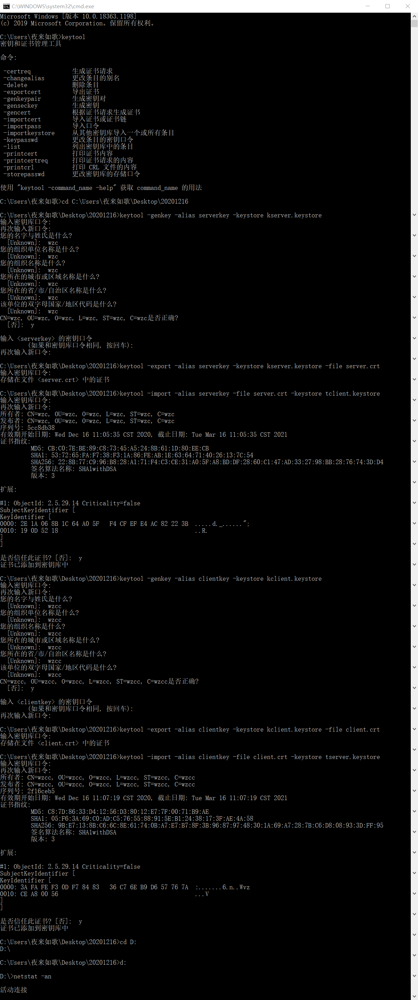 C:\WINDOWS\system32\cmd.exe
Microsoft Windows [版本 10.0.18363.1198]
(c) 2019 Microsoft Corporation。保留所有权利。
C:\Users\夜来如歌>keytool
密钥和证书管理工具
命令:
-certreq 生成证书请求
-changealias 更改条目的别名
-delete 删除条目
-exportcert 导出证书
-genkeypair 生成密钥对
-genseckey 生成密钥
-gencert 根据证书请求生成证书
-importcert 导入证书或证书链
-importpass 导入口令
-importkeystore 从其他密钥库导入一个或所有条目
-keypasswd 更改条目的密钥口令
-list 列出密钥库中的条目
-printcert 打印证书内容
-printcertreq 打印证书请求的内容
-printcrl 打印 CRL 文件的内容
-storepasswd 更改密钥库的存储口令
使用 "keytool -command_name -help" 获取 command_name 的用法
C:\Users\夜来如歌>cd C:\Users\夜来如歌\Desktop\20201216
C:\Users\夜来如歌\Desktop\20201216>keytool -genkey -alias serverkey -keystore kserver.keystore
输入密钥库口令:
再次输入新口令:
您的名字与姓氏是什么?
[Unknown]: wzc
您的组织单位名称是什么?
[Unknown]: wzc
您的组织名称是什么?
[Unknown]: wzc
您所在的城市或区域名称是什么?
[Unknown]: wzc
您所在的省/市/自治区名称是什么?
[Unknown]: wzc
该单位的双字母国家/地区代码是什么?
[Unknown]: wzc
CN=wzc, OU=wzc, O=wzc, L=wzc, ST=wzc, C=wzc是否正确?
[否]: y
输入 <serverkey> 的密钥口令
(如果和密钥库口令相同, 按回车):
再次输入新口令:
C:\Users\夜来如歌\Desktop\20201216>keytool -export -alias serverkey -keystore kserver.keystore -file server.crt
输入密钥库口令:
存储在文件 <server.crt> 中的证书
C:\Users\夜来如歌\Desktop\20201216>keytool -import -alias serverkey -file server.crt -keystore tclient.keystore
输入密钥库口令:
再次输入新口令:
所有者: CN=wzc, OU=wzc, O=wzc, L=wzc, ST=wzc, C=wzc
发布者: CN=wzc, OU=wzc, O=wzc, L=wzc, ST=wzc, C=wzc
序列号: 5cc8db38
有效期开始日期: Wed Dec 16 11:05:35 CST 2020, 截止日期: Tue Mar 16 11:05:35 CST 2021
证书指纹:
MD5: CB:C0:7E:BE:89:C8:73:45:A5:24:8B:61:1D:80:EE:CB
SHA1: 53:72:65:FA:F7:38:F3:1A:86:FE:AB:1E:63:64:71:40:26:13:7C:54
SHA256: 22:8B:77:C9:96:B8:28:A1:71:F4:C3:CE:31:A0:5F:A8:BD:DF:28:60:C1:47:AD:33:27:98:BB:28:76:74:3D:D4
签名算法名称: SHA1withDSA
版本: 3
扩展:
#1: ObjectId: 2.5.29.14 Criticality=false
SubjectKeyIdentifier [
KeyIdentifier [
0000: 2E 1A 06 8B 1C 64 A0 5F F4 CF EF E4 AC 82 22 3B .....d._......";
0010: 19 0D 52 18 ..R.
]
]
是否信任此证书? [否]: y
证书已添加到密钥库中
C:\Users\夜来如歌\Desktop\20201216>keytool -genkey -alias clientkey -keystore kclient.keystore
输入密钥库口令:
再次输入新口令:
您的名字与姓氏是什么?
[Unknown]: wzcc
您的组织单位名称是什么?
[Unknown]: wzcc
您的组织名称是什么?
[Unknown]: wzcc
您所在的城市或区域名称是什么?
[Unknown]: wzcc
您所在的省/市/自治区名称是什么?
[Unknown]: wzcc
该单位的双字母国家/地区代码是什么?
[Unknown]: wzcc
CN=wzcc, OU=wzcc, O=wzcc, L=wzcc, ST=wzcc, C=wzcc是否正确?
[否]: y
输入 <clientkey> 的密钥口令
(如果和密钥库口令相同, 按回车):
再次输入新口令:
C:\Users\夜来如歌\Desktop\20201216>keytool -export -alias clientkey -keystore kclient.keystore -file client.crt
输入密钥库口令:
存储在文件 <client.crt> 中的证书
C:\Users\夜来如歌\Desktop\20201216>keytool -import -alias clientkey -file client.crt -keystore tserver.keystore
输入密钥库口令:
再次输入新口令:
所有者: CN=wzcc, OU=wzcc, O=wzcc, L=wzcc, ST=wzcc, C=wzcc
发布者: CN=wzcc, OU=wzcc, O=wzcc, L=wzcc, ST=wzcc, C=wzcc
序列号: 2f16ceb5
有效期开始日期: Wed Dec 16 11:07:19 CST 2020, 截止日期: Tue Mar 16 11:07:19 CST 2021
证书指纹:
MD5: C8:7D:86:33:D4:12:56:D3:80:12:E7:7F:00:71:B9:AE
SHA1: 05:F6:3A:69:C0:AD:C5:76:55:88:91:5E:B1:24:38:17:3F:AE:4A:58
SHA256: 9B:E7:13:8B:C6:6C:8E:61:74:0B:A7:E7:B7:8F:3B:96:87:97:48:30:1A:69:A7:28:7B:C6:D8:08:93:3D:FF:95
签名算法名称: SHA1withDSA
版本: 3
扩展:
#1: ObjectId: 2.5.29.14 Criticality=false
SubjectKeyIdentifier [
KeyIdentifier [
0000: 3A FA FE F3 0D F7 84 83 36 C7 6E B9 D6 57 76 7A :.......6.n..Wvz
0010: CE A8 00 56 ...V
]
]
是否信任此证书? [否]: y
证书已添加到密钥库中
C:\Users\夜来如歌\Desktop\20201216>cd D:
D:\
C:\Users\夜来如歌\Desktop\20201216>d:
D:\>netstat -an
活动连接